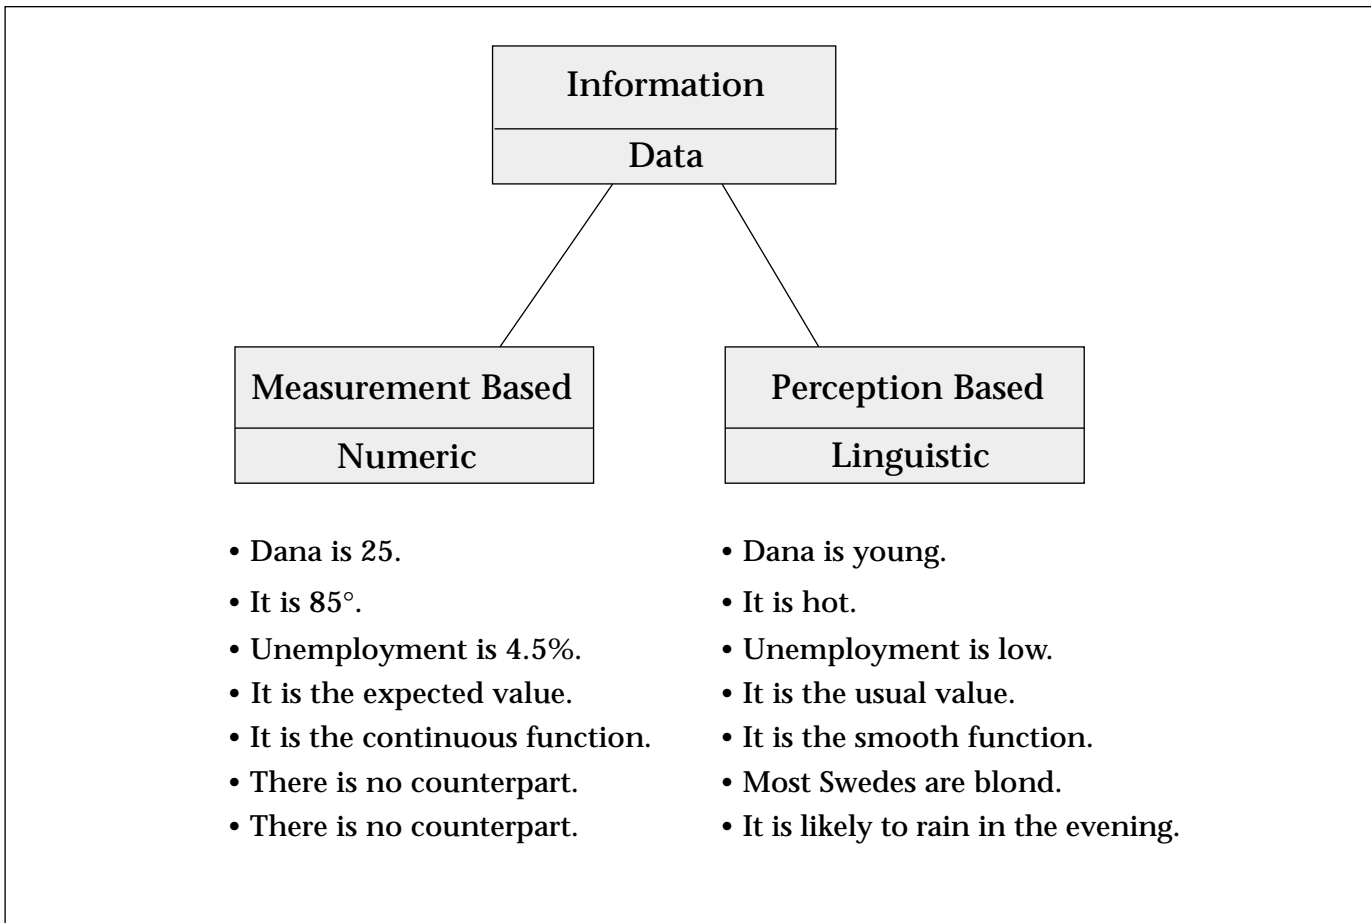 Information
Data
Measurement Based
Numeric
• Dana is 25.
• It is 85°.
• Unemployment is 4.5%.
• It is the expected value.
• It is the continuous function.
• There is no counterpart.
• There is no counterpart.
Perception Based
Linguistic
• Dana is young.
• It is hot.
• Unemployment is low.
• It is the usual value.
• It is the smooth function.
• Most Swedes are blond.
• It is likely to rain in the evening.